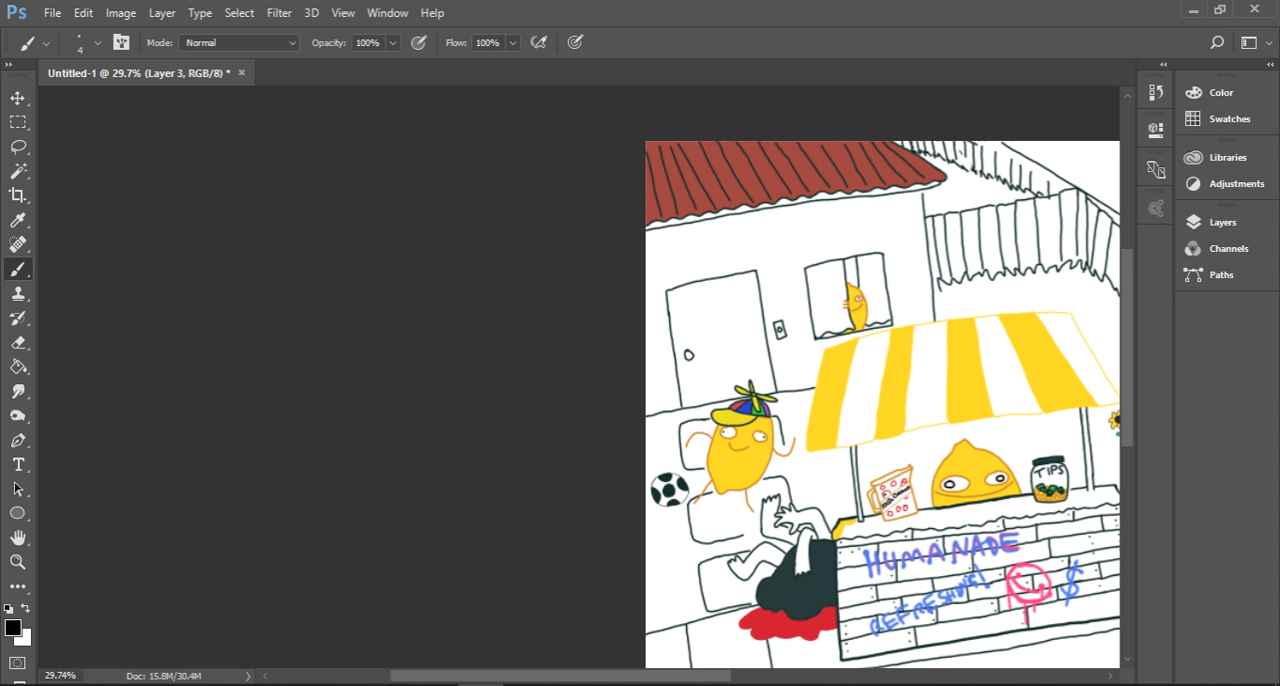 Ps File Edit Image Layer Type Select Filter 3D View Window Help
4 Mode: Normal Opacity: 100% Flow: 100%
Untitled-1 @ 29.7% (Layer 3, RGB/8) *
Color
Swatches
Libraries
Adjustments
Layers
Channels
Paths
TIPS
HUMANADE
REFRESHING!
$
29.74% Doc: 15.8M/30.4M